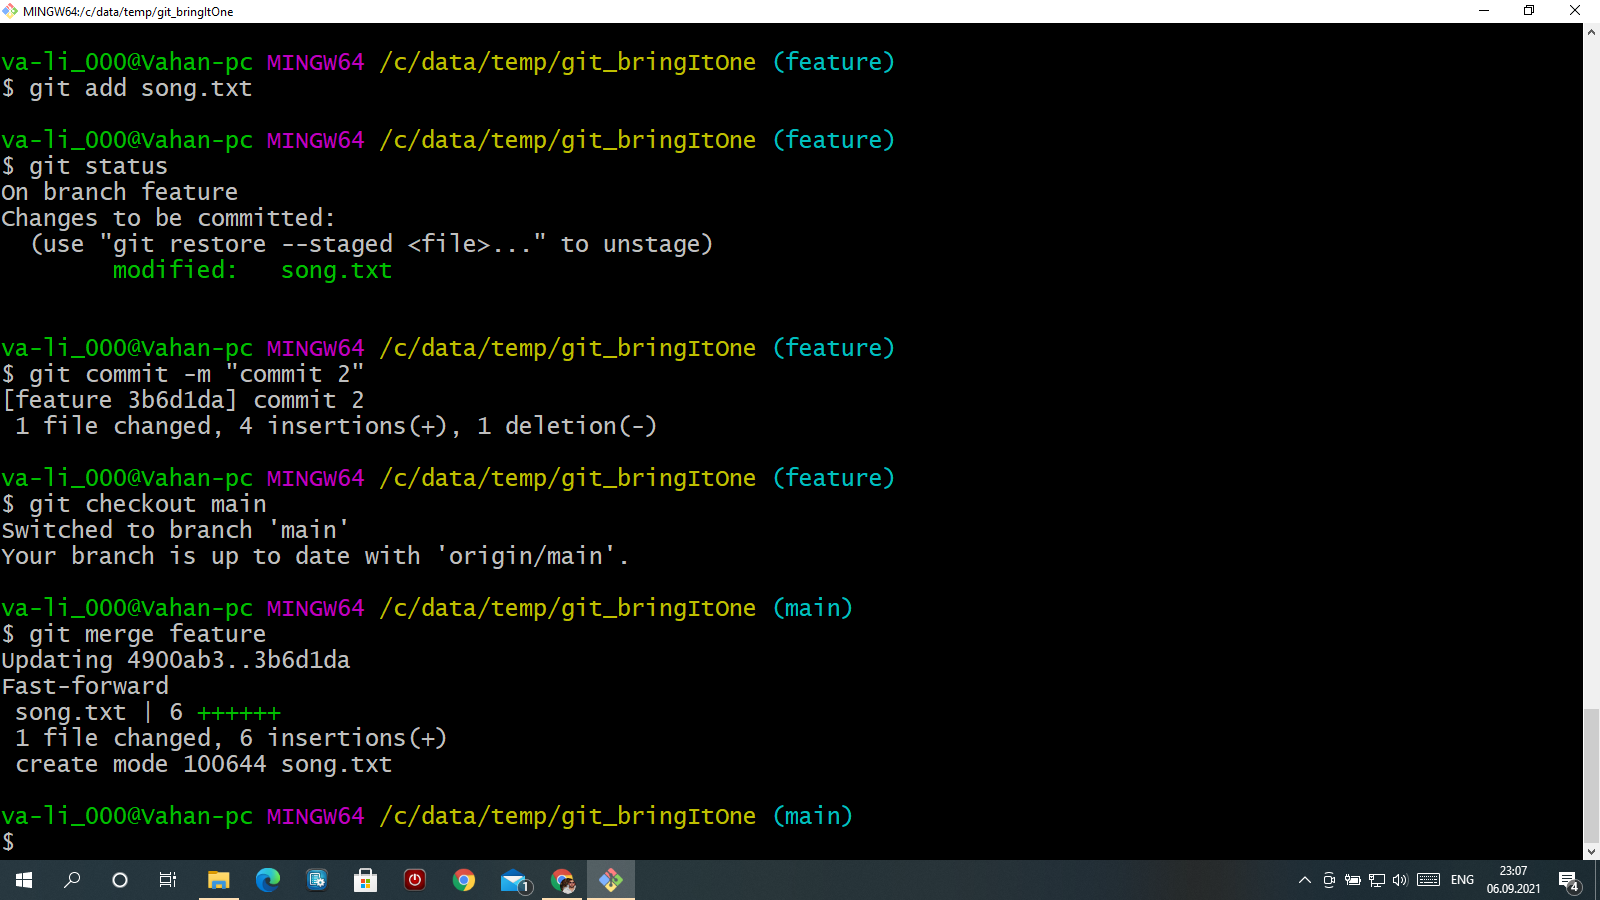 MINGW64:/c/data/temp/git_bringItOne
va-li_000@Vahan-pc MINGW64 /c/data/temp/git_bringItOne (feature)
$ git add song.txt
va-li_000@Vahan-pc MINGW64 /c/data/temp/git_bringItOne (feature)
$ git status
On branch feature
Changes to be committed:
  (use "git restore --staged <file>..." to unstage)
        modified:   song.txt
va-li_000@Vahan-pc MINGW64 /c/data/temp/git_bringItOne (feature)
$ git commit -m "commit 2"
[feature 3b6d1da] commit 2
 1 file changed, 4 insertions(+), 1 deletion(-)
va-li_000@Vahan-pc MINGW64 /c/data/temp/git_bringItOne (feature)
$ git checkout main
Switched to branch 'main'
Your branch is up to date with 'origin/main'.
va-li_000@Vahan-pc MINGW64 /c/data/temp/git_bringItOne (main)
$ git merge feature
Updating 4900ab3..3b6d1da
Fast-forward
 song.txt | 6 ++++++
 1 file changed, 6 insertions(+)
 create mode 100644 song.txt
va-li_000@Vahan-pc MINGW64 /c/data/temp/git_bringItOne (main)
$
1
ENG
23:07
06.09.2021
4